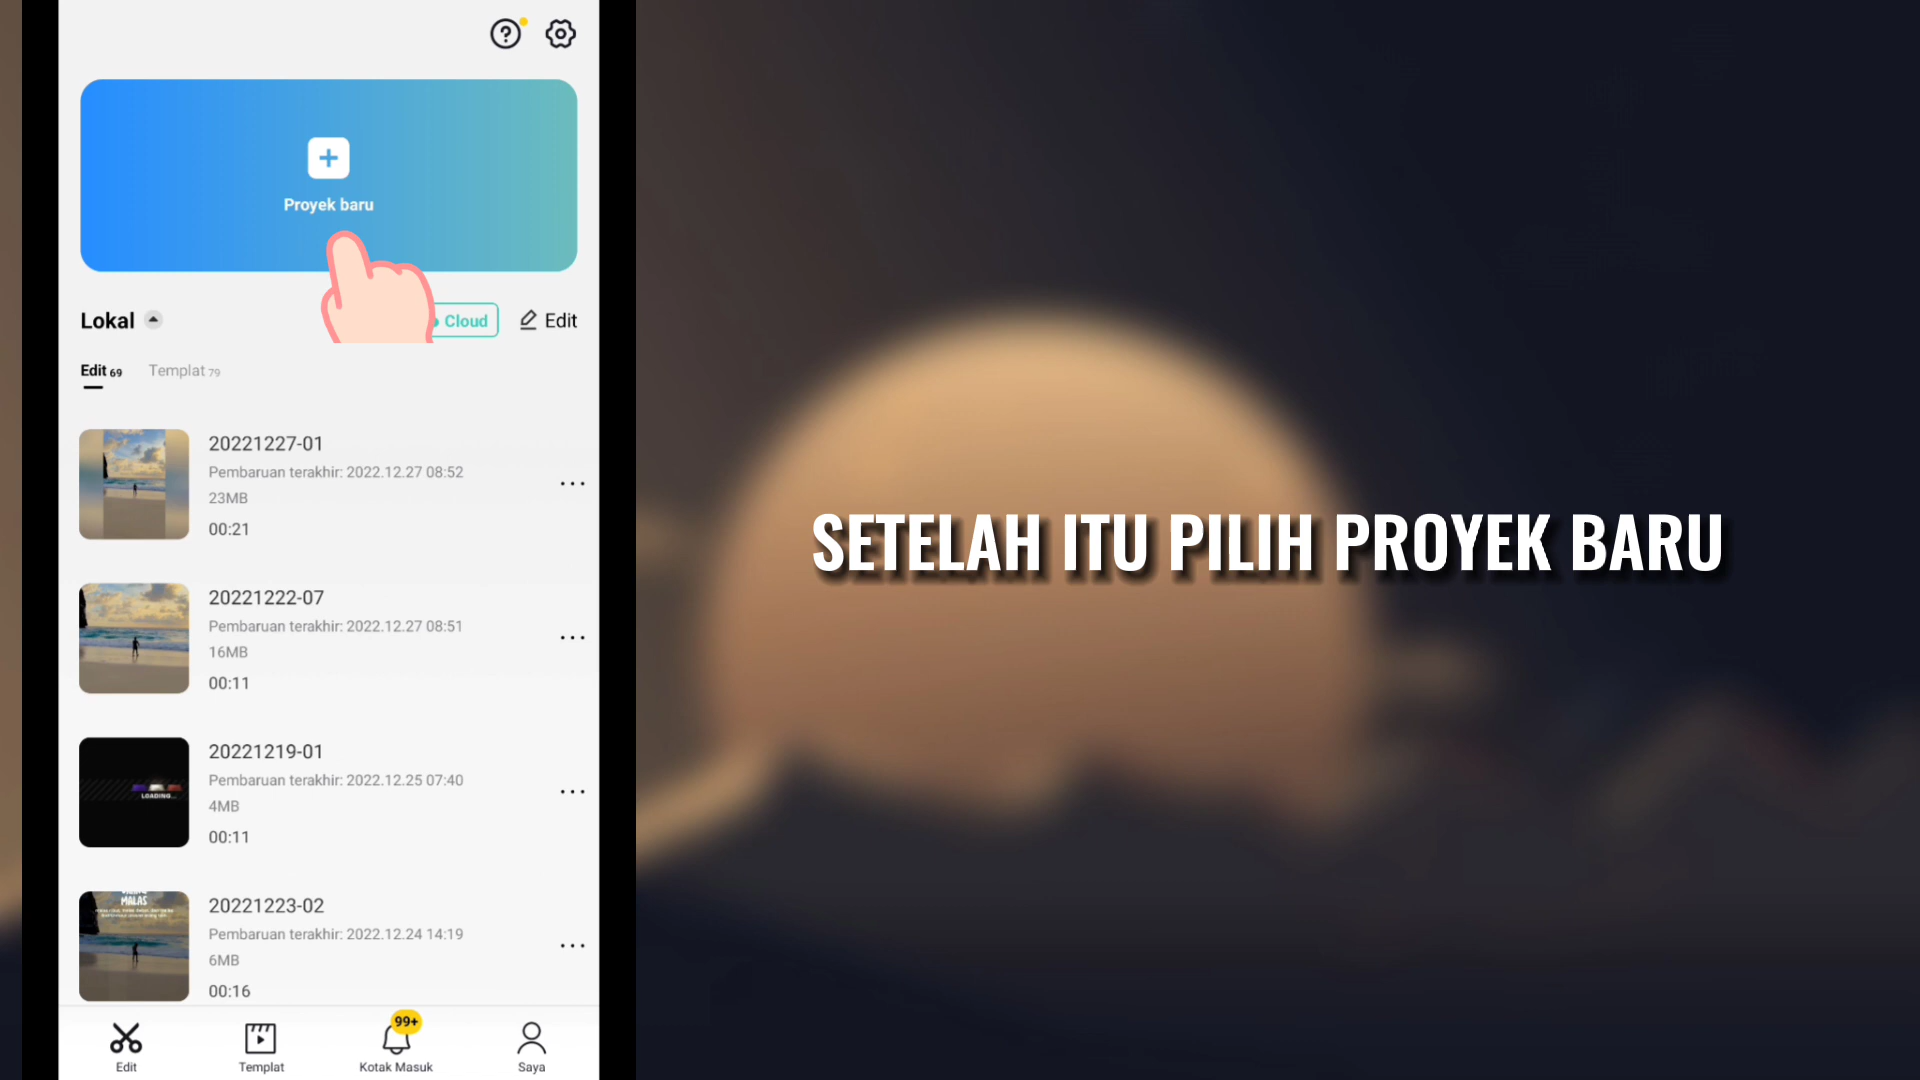 Proyek baru
Lokal
Cloud
Edit
Edit 69
Templat 79
20221227-01
Pembaruan terakhir: 2022.12.27 08:52
23MB
00:21
20221222-07
Pembaruan terakhir: 2022.12.27 08:51
16MB
00:11
20221219-01
Pembaruan terakhir: 2022.12.25 07:40
4MB
00:11
LOADING...
20221223-02
Pembaruan terakhir: 2022.12.24 14:19
6MB
00:16
MALAS
99+
Edit
Templat
Kotak Masuk
Saya
SETELAH ITU PILIH PROYEK BARU